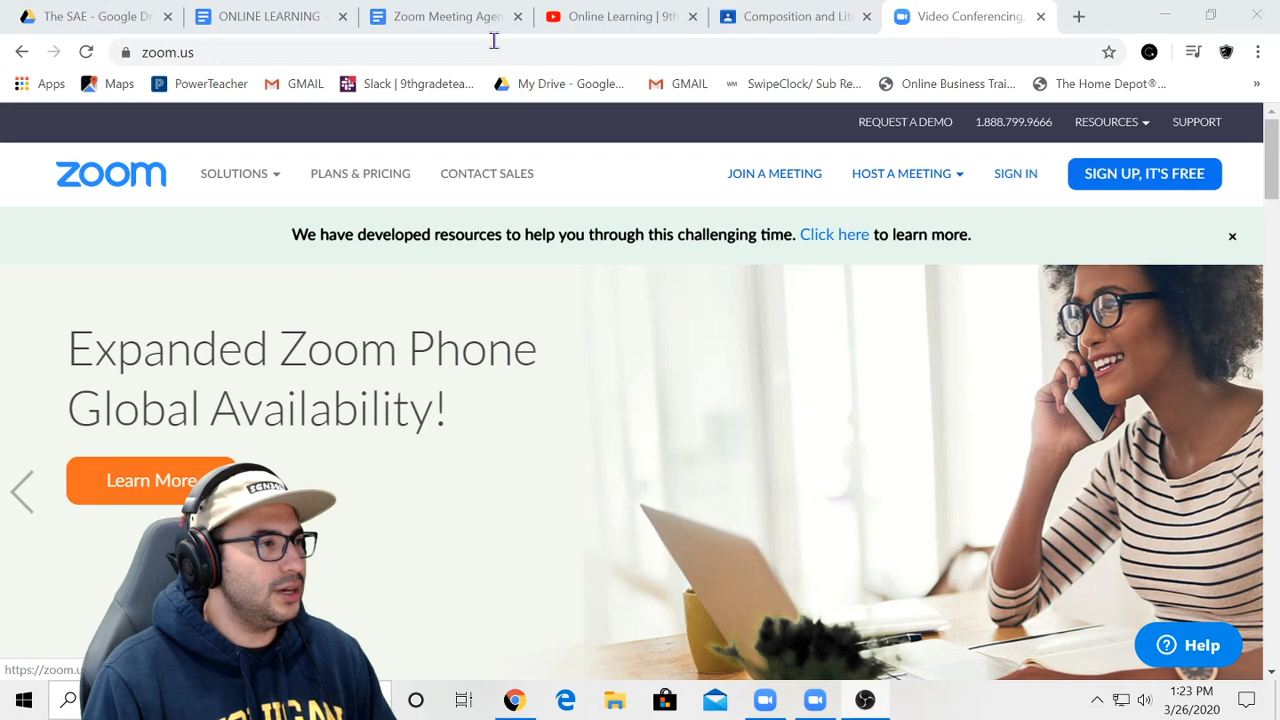 The SAE - Google Dri
ONLINE LEARNING -
Zoom Meeting Agen
Online Learning | 9th
Composition and Lite
Video Conferencing,
zoom.us
Apps
Maps
PowerTeacher
GMAIL
Slack | 9thgradetea...
My Drive - Google...
GMAIL
SwipeClock/ Sub Re...
Online Business Trai...
The Home Depot®...
»
REQUEST A DEMO
1.888.799.9666
RESOURCES
SUPPORT
zoom
SOLUTIONS
PLANS & PRICING
CONTACT SALES
JOIN A MEETING
HOST A MEETING
SIGN IN
SIGN UP, IT'S FREE
We have developed resources to help you through this challenging time. Click here to learn more.
Expanded Zoom Phone
Global Availability!
Learn More
Help
https://zoom.u
1:23 PM
3/26/2020